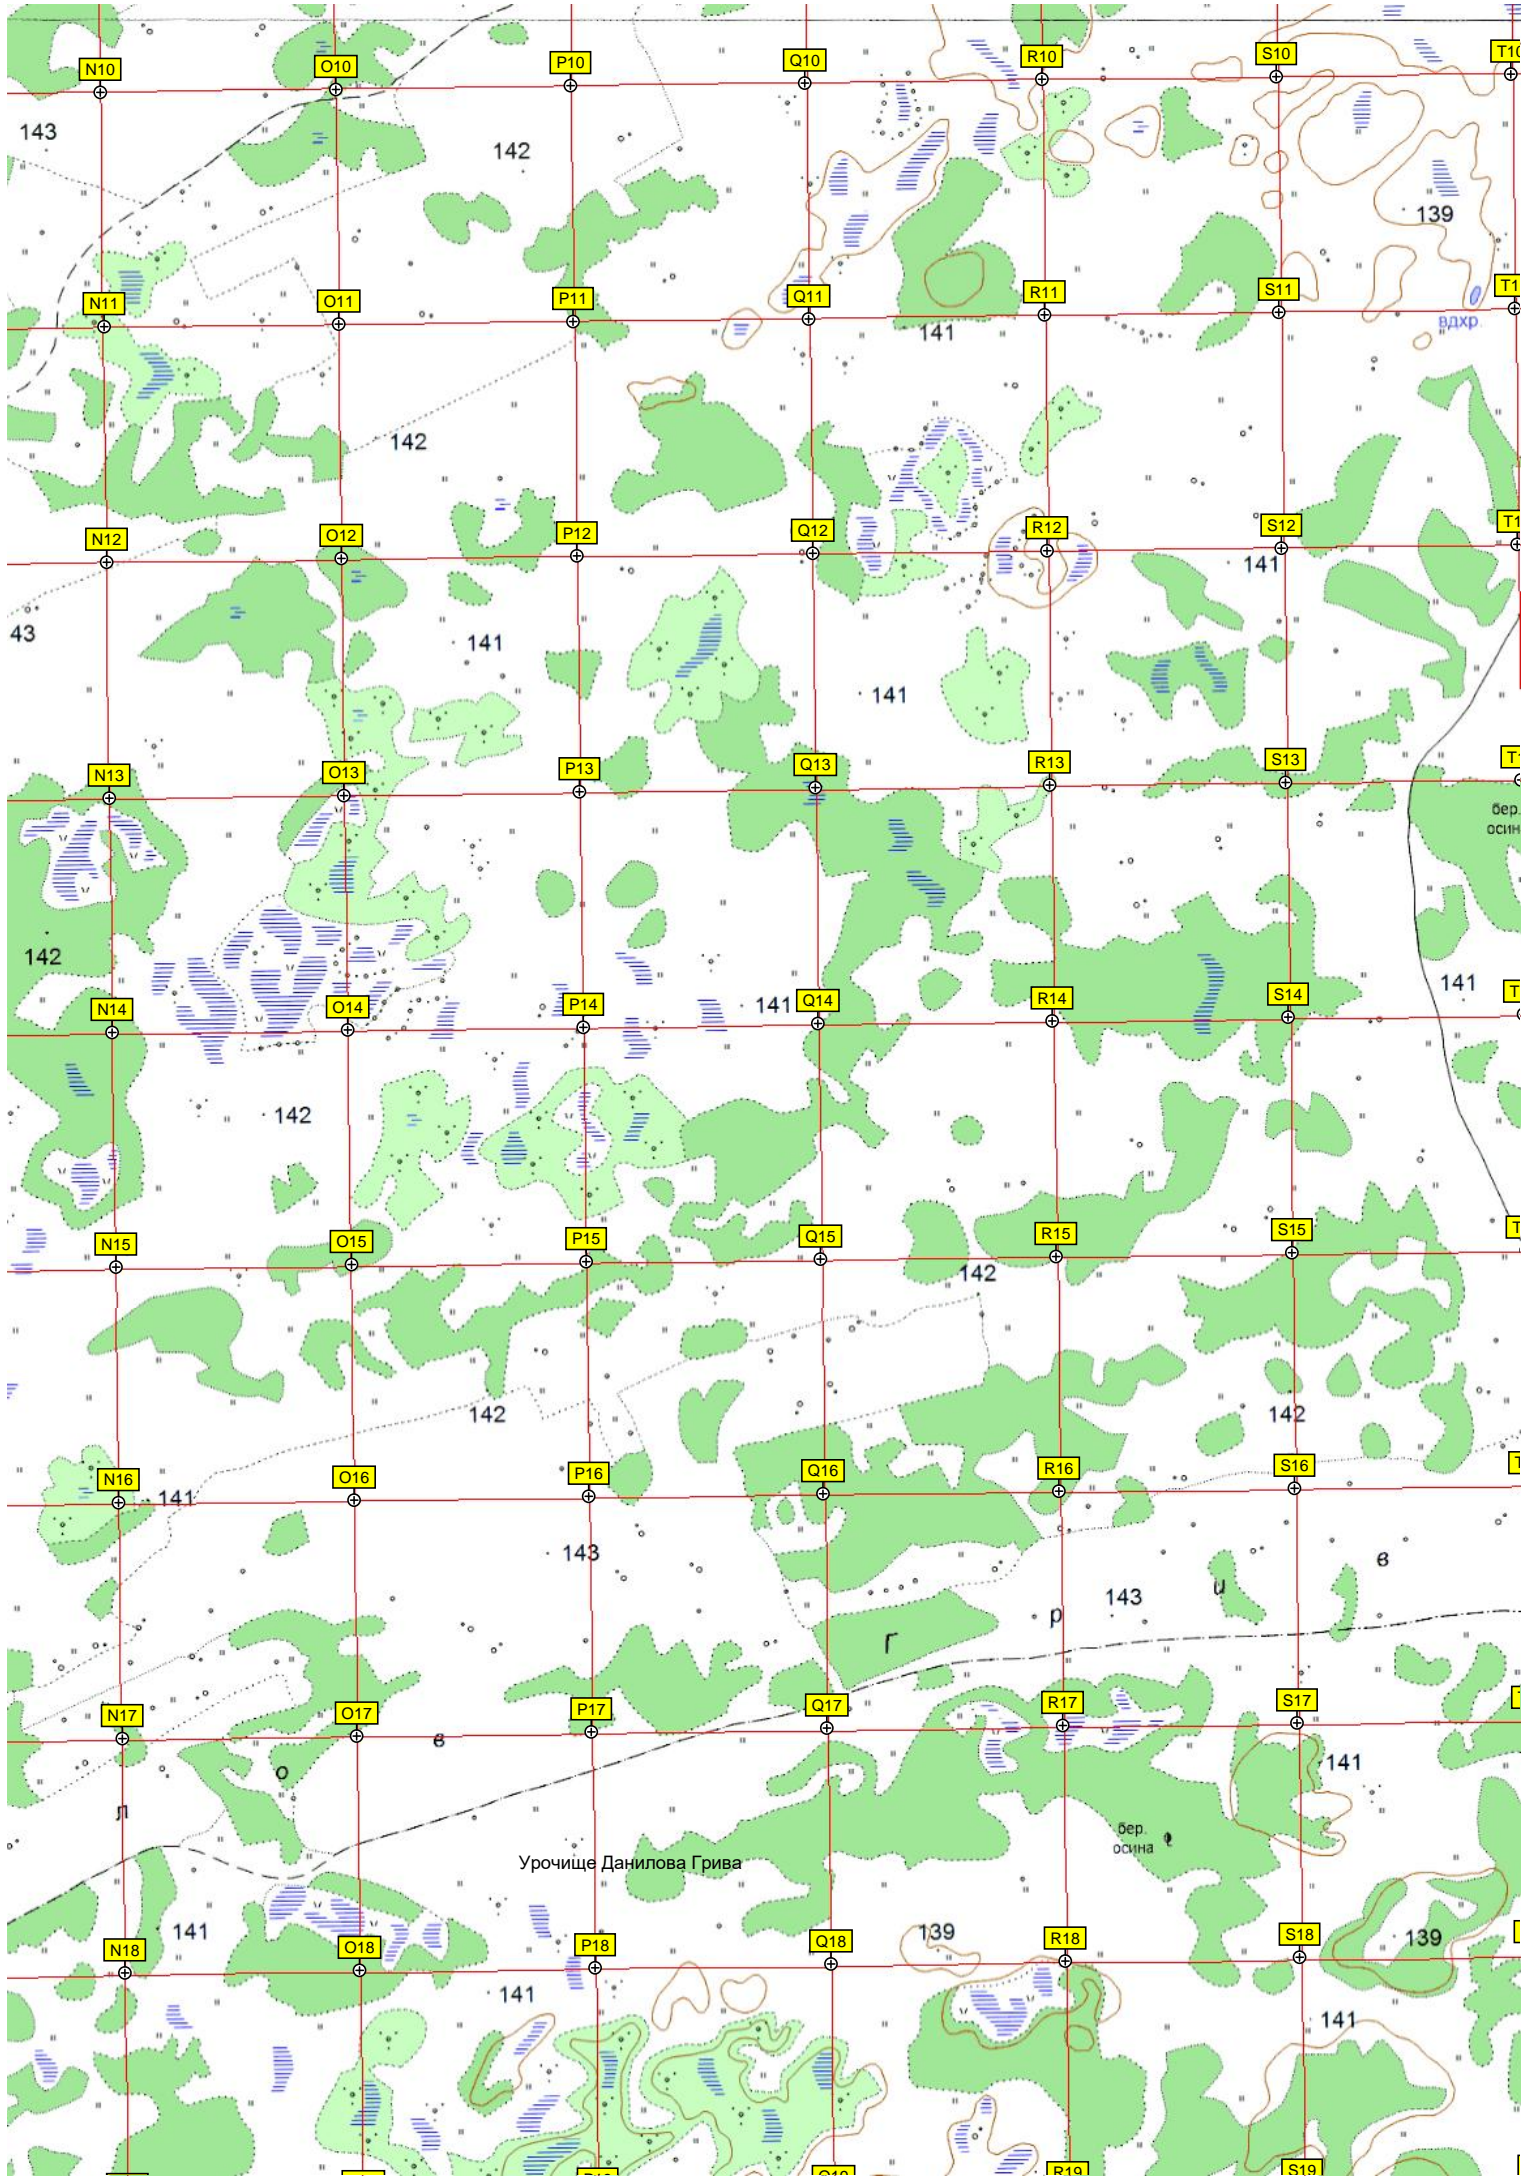 N10 O10 P10 Q10 R10 S10 T10
143 142
139
N11 O11 P11 Q11 R11 S11
141 вдхр.
142
N12 O12 P12 Q12 R12 S12
141
43 141 141
N13 O13 P13 Q13 R13 S13
бер.
142
N14 O14 P14 141 Q14 R14 S14 141
142
N15 O15 P15 Q15 R15 S15
142
142 142
N16 O16 P16 Q16 R16 S16
141
143 143
л о в Г р и в
N17 O17 P17 Q17 R17 S17
141
бер.
осина
Урочище Данилова Грива
141 139 139
N18 O18 P18 Q18 R18 S18
141 141
R19 S19